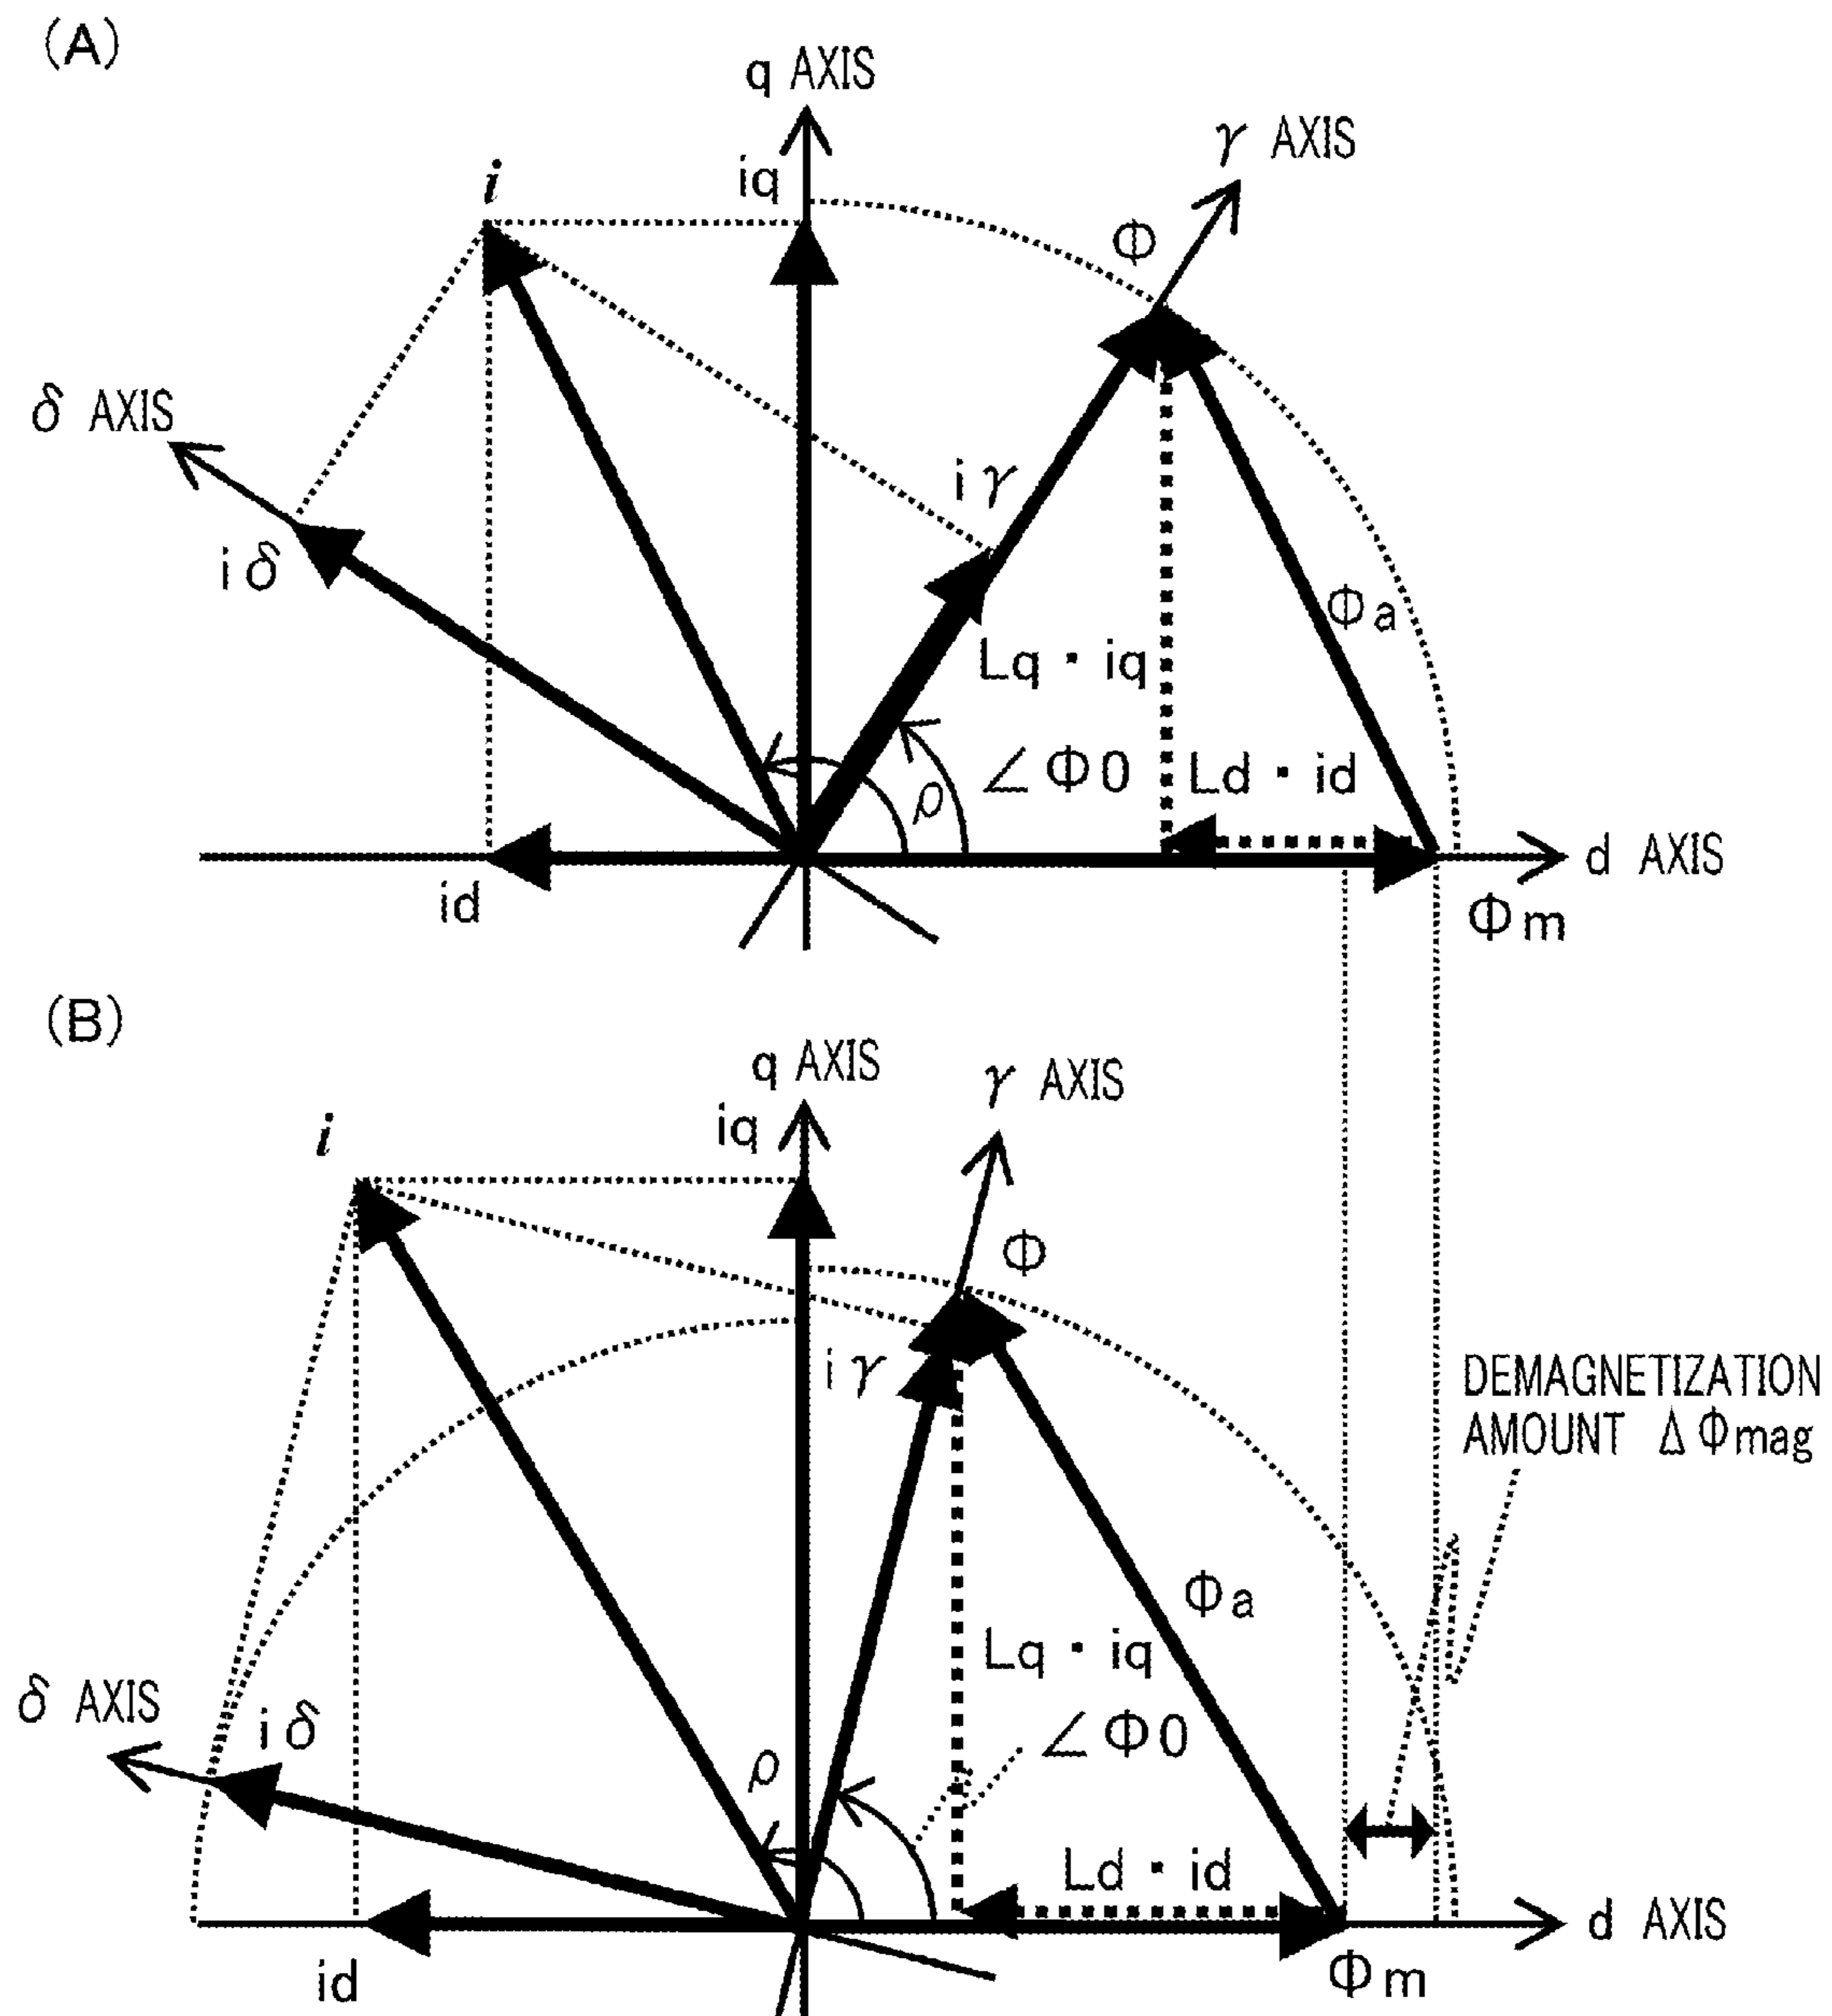 (A)
q AXIS
γ AXIS
i
iq
Φ
δ AXIS
iγ
iδ
Φa
Lq・iq
∠Φ0
Ld・id
ρ
d AXIS
id
Φm
(B)
q AXIS
γ AXIS
i
iq
Φ
iγ
DEMAGNETIZATION
AMOUNT ΔΦmag
Φa
Lq・iq
δ AXIS
iδ
∠Φ0
ρ
Ld・id
d AXIS
id
Φm